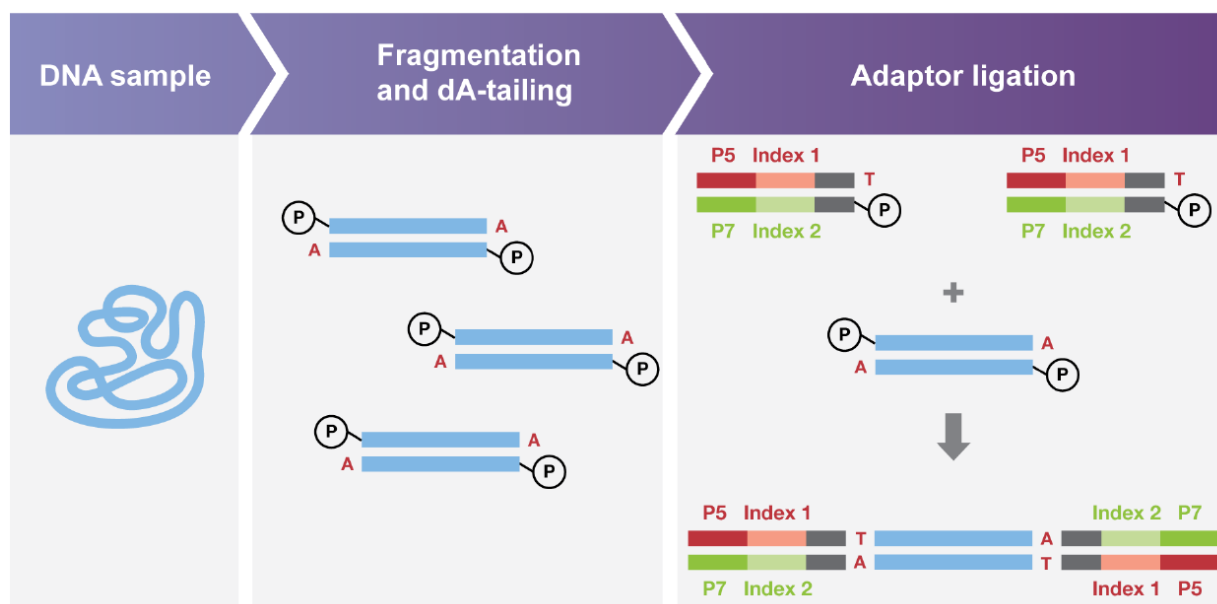 DNA sample
Fragmentation
and dA-tailing
Adaptor ligation
P5 Index 1
T
P
P7 Index 2
P5 Index 1
T
P
P7 Index 2
P
A
A
P
P
A
A
P
P
A
A
P
+
P
A
A
P
P5 Index 1
Index 2 P7
T
A
A
T
P7 Index 2
Index 1 P5